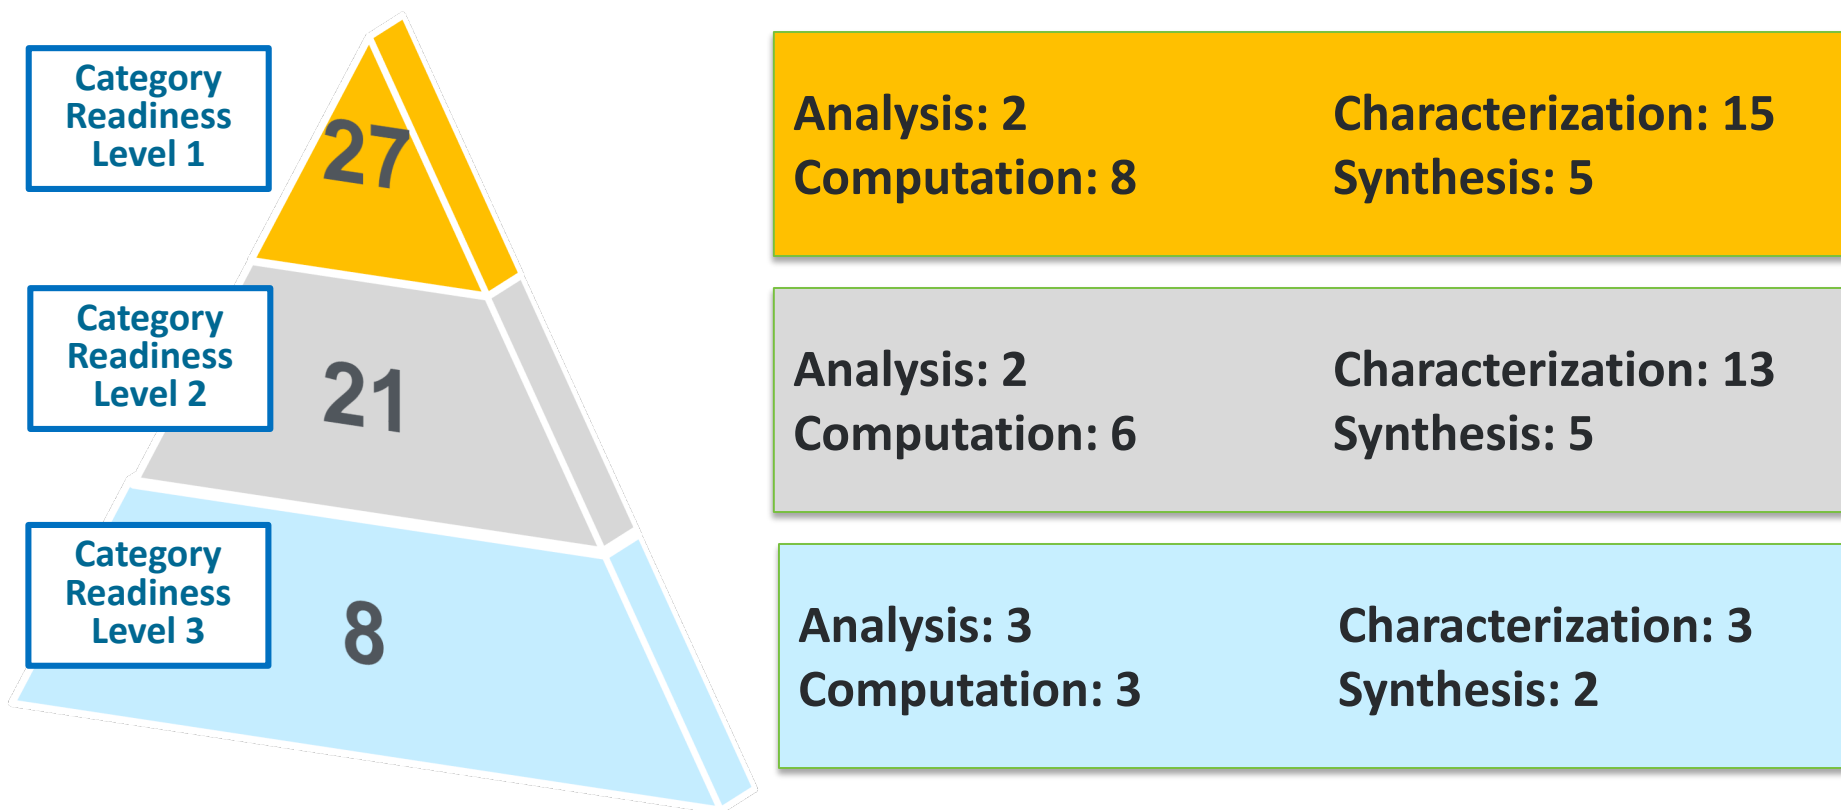 Category
Readiness
Level 1
27
Analysis: 2
Characterization: 15
Computation: 8
Synthesis: 5
Category
Readiness
Level 2
21
Analysis: 2
Characterization: 13
Computation: 6
Synthesis: 5
Category
Readiness
Level 3
8
Analysis: 3
Characterization: 3
Computation: 3
Synthesis: 2